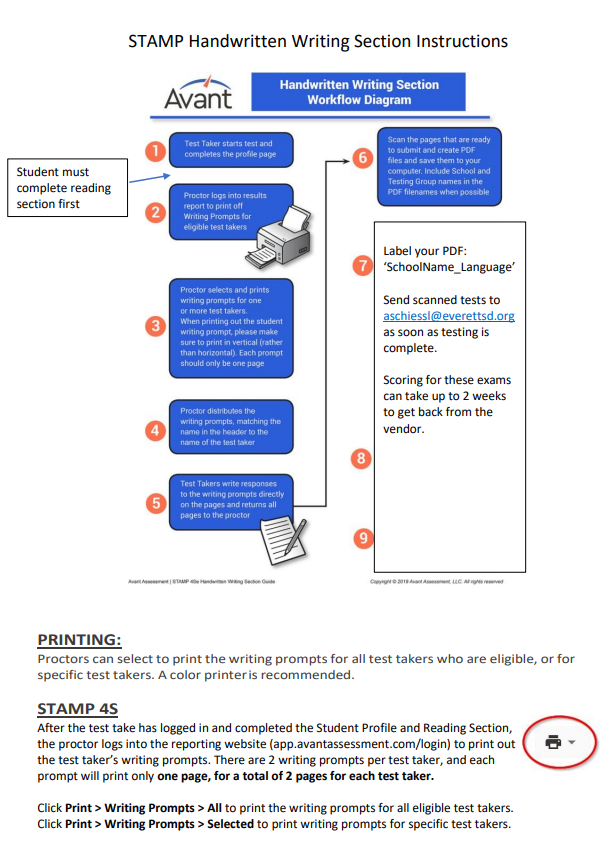 STAMP Handwritten Writing Section Instructions
Avant
Handwritten Writing Section
Workflow Diagram
Student must
complete reading
section first
1
Test Taker starts test and
completes the profile page
2
Proctor logs into results
report to print off
Writing Prompts for
eligible test takers
3
Proctor selects and prints
writing prompts for one
or more test takers.
When printing out the student
writing prompt, please make
sure to print in vertical (rather
than horizontal). Each prompt
should only be one page
4
Proctor distributes the
writing prompts, matching the
name in the header to the
name of the test taker
5
Test Takers write responses
to the writing prompts directly
on the pages and returns all
pages to the proctor
6
Scan the pages that are ready
to submit and create PDF
files and save them to your
computer. Include School and
Testing Group names in the
PDF filenames when possible
7
Label your PDF:
‘SchoolName_Language’
Send scanned tests to
aschiessl@everettsd.org
as soon as testing is
complete.
Scoring for these exams
can take up to 2 weeks
to get back from the
vendor.
8
9
Avant Assessment | STAMP 4Se Handwritten Writing Section Guide
Copyright © 2019 Avant Assessment, LLC. All rights reserved
PRINTING:
Proctors can select to print the writing prompts for all test takers who are eligible, or for
specific test takers. A color printer is recommended.
STAMP 4S
After the test take has logged in and completed the Student Profile and Reading Section,
the proctor logs into the reporting website (app.avantassessment.com/login) to print out
the test taker’s writing prompts. There are 2 writing prompts per test taker, and each
prompt will print only one page, for a total of 2 pages for each test taker.
Click Print > Writing Prompts > All to print the writing prompts for all eligible test takers.
Click Print > Writing Prompts > Selected to print writing prompts for specific test takers.